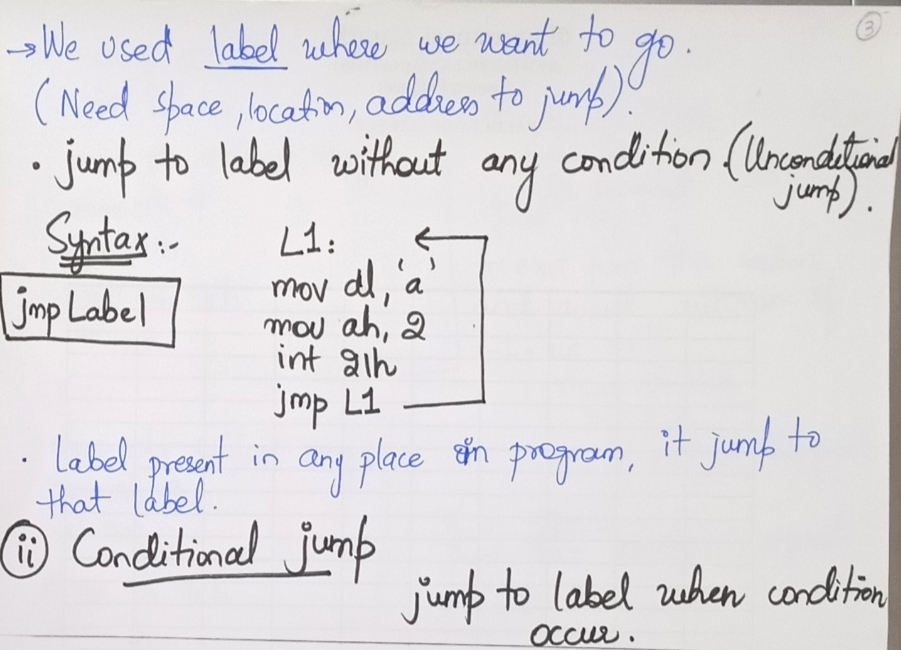 ③
→ We used label where we want to go.
(Need space, location, address to jump).
• jump to label without any condition. (Unconditional
jump).
Syntax:-
jmp Label
L1:
mov dl, 'a'
mov ah, 2
int 21h
jmp L1
• Label present in any place in program, it jump to
that label.
ⅱ Conditional jump
jump to label when condition
occur.